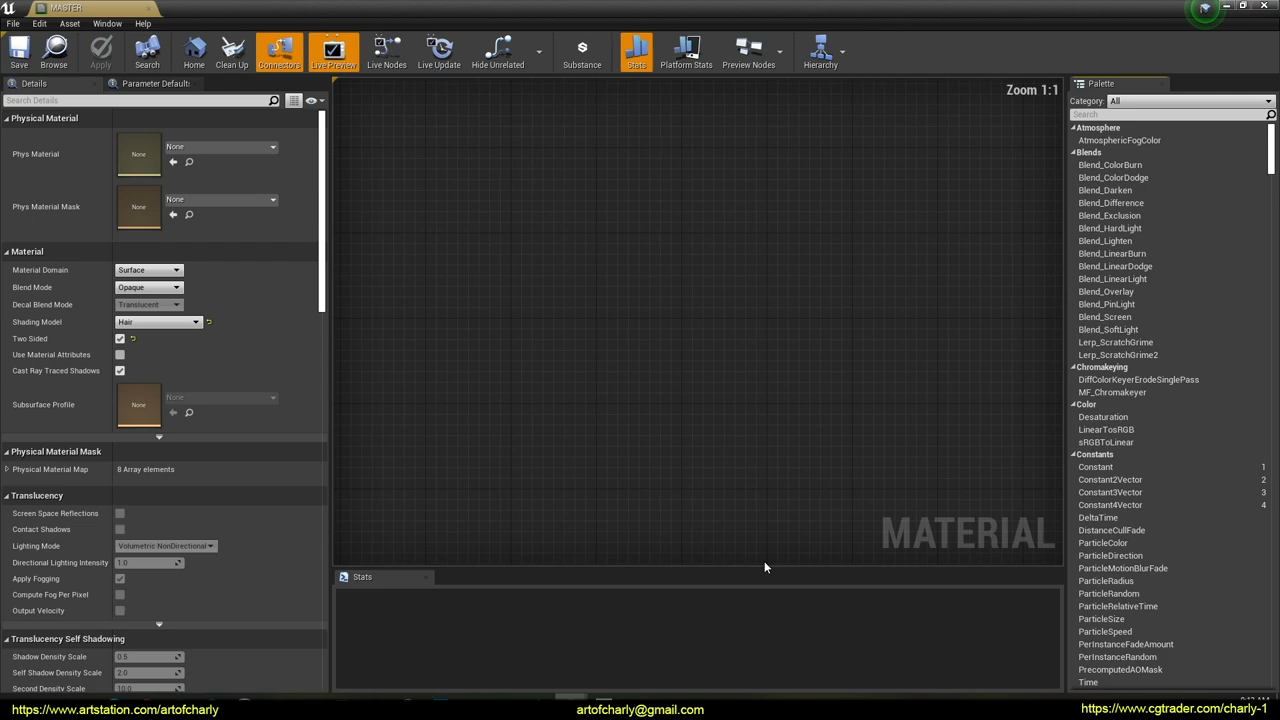 MASTER
File Edit Asset Window Help
Save Browse Apply Search Home Clean Up Connectors Live Preview Live Nodes Live Update Hide Unrelated Substance Stats Platform Stats Preview Nodes Hierarchy
Details Parameter Default:
Search Details
Physical Material
Phys Material None None
Phys Material Mask None None
Material
Material Domain Surface
Blend Mode Opaque
Decal Blend Mode Translucent
Shading Model Hair
Two Sided
Use Material Attributes
Cast Ray Traced Shadows
Subsurface Profile None None
Physical Material Mask
Physical Material Map 8 Array elements
Translucency
Screen Space Reflections
Contact Shadows
Lighting Mode Volumetric NonDirectional
Directional Lighting Intensity 1.0
Apply Fogging
Compute Fog Per Pixel
Output Velocity
Translucency Self Shadowing
Shadow Density Scale 0.5
Self Shadow Density Scale 2.0
Second Density Scale 10.0
Zoom 1:1
MATERIAL
Stats
Palette
Category: All
Search
Atmosphere
AtmosphericFogColor
Blends
Blend_ColorBurn
Blend_ColorDodge
Blend_Darken
Blend_Difference
Blend_Exclusion
Blend_HardLight
Blend_Lighten
Blend_LinearBurn
Blend_LinearDodge
Blend_LinearLight
Blend_Overlay
Blend_PinLight
Blend_Screen
Blend_SoftLight
Lerp_ScratchGrime
Lerp_ScratchGrime2
Chromakeying
DiffColorKeyerErodeSinglePass
MF_Chromakeyer
Color
Desaturation
LinearTosRGB
sRGBToLinear
Constants
Constant 1
Constant2Vector 2
Constant3Vector 3
Constant4Vector 4
DeltaTime
DistanceCullFade
ParticleColor
ParticleDirection
ParticleMotionBlurFade
ParticleRadius
ParticleRandom
ParticleRelativeTime
ParticleSize
ParticleSpeed
PerInstanceFadeAmount
PerInstanceRandom
PrecomputedAOMask
Time
https://www.artstation.com/artofcharly artofcharly@gmail.com https://www.cgtrader.com/charly-1